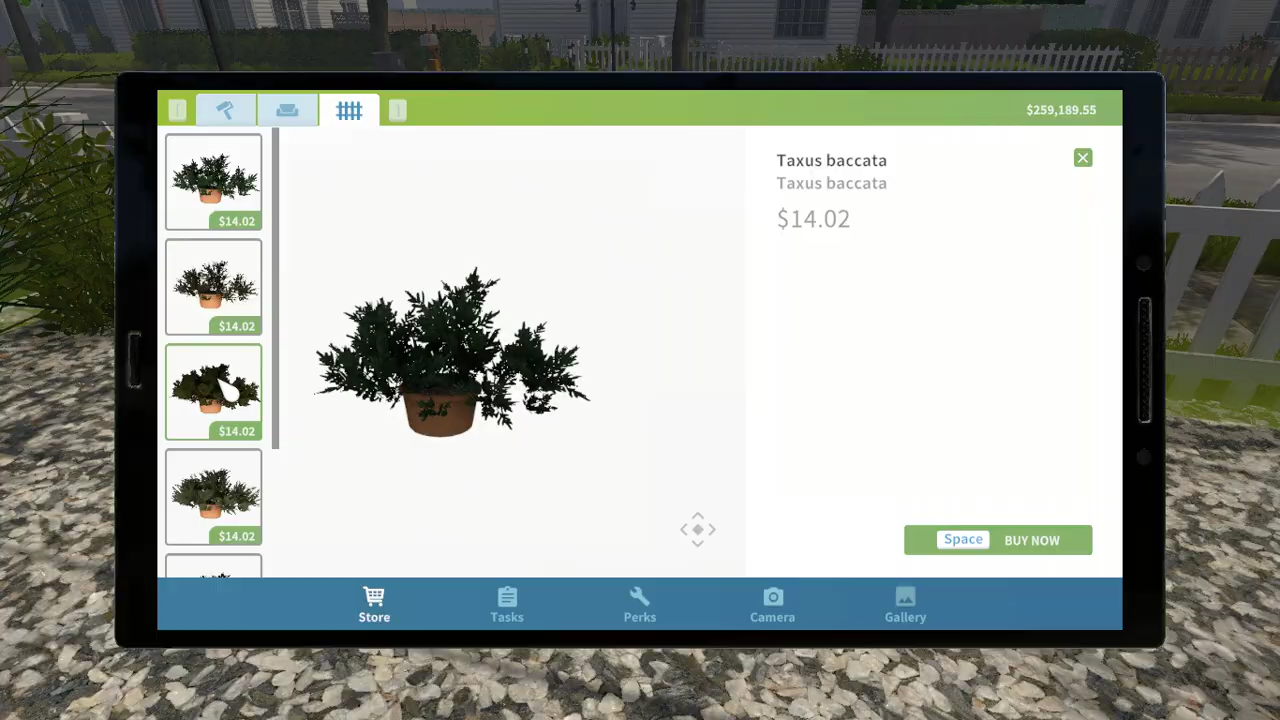 $259,189.55
$14.02
$14.02
$14.02
$14.02
Taxus baccata
Taxus baccata
$14.02
Space BUY NOW
Store
Tasks
Perks
Camera
Gallery